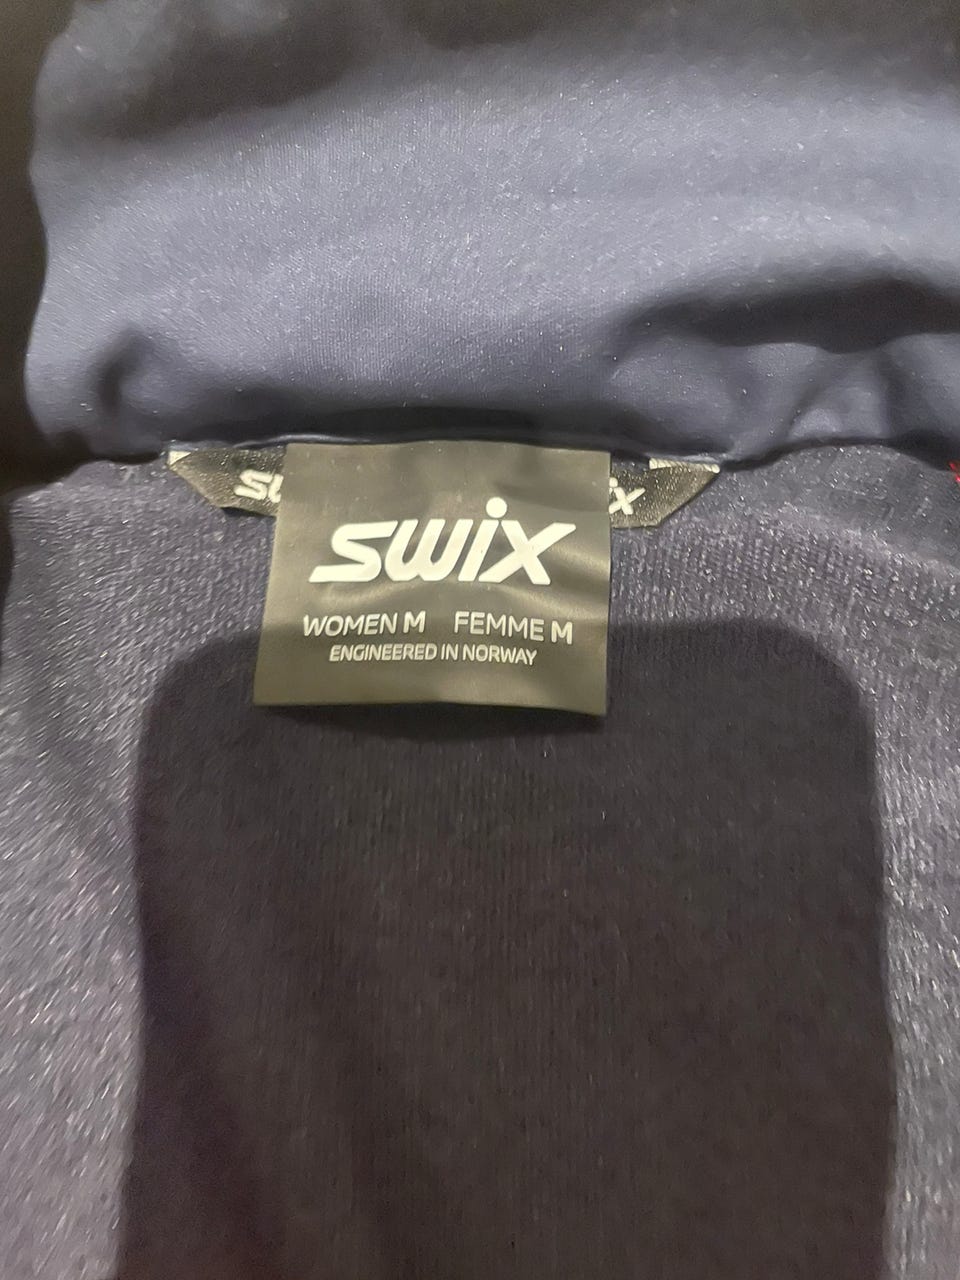 swix
WOMEN M FEMME M
ENGINEERED IN NORWAY